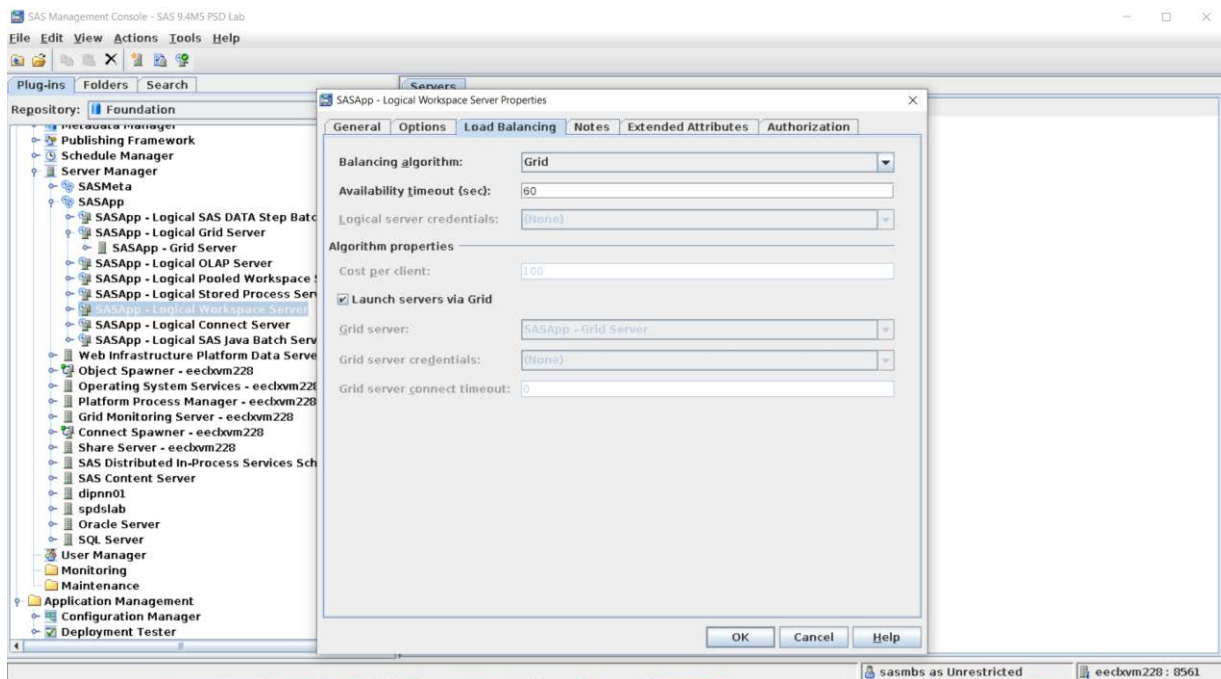 SAS Management Console - SAS 9.4M5 PSD Lab
File Edit View Actions Tools Help
Plug-ins Folders Search
Repository: Foundation
Metadata Manager
Publishing Framework
Schedule Manager
Server Manager
SASMeta
SASApp
SASApp - Logical SAS DATA Step Batc
SASApp - Logical Grid Server
SASApp - Grid Server
SASApp - Logical OLAP Server
SASApp - Logical Pooled Workspace S
SASApp - Logical Stored Process Serv
SASApp - Logical Workspace Server
SASApp - Logical Connect Server
SASApp - Logical SAS Java Batch Serv
Web Infrastructure Platform Data Serve
Object Spawner - eeclxvm228
Operating System Services - eeclxvm228
Platform Process Manager - eeclxvm228
Grid Monitoring Server - eeclxvm228
Connect Spawner - eeclxvm228
Share Server - eeclxvm228
SAS Distributed In-Process Services Sch
SAS Content Server
dipnn01
spdslab
Oracle Server
SQL Server
User Manager
Monitoring
Maintenance
Application Management
Configuration Manager
Deployment Tester
Servers
SASApp - Logical Workspace Server Properties
General Options Load Balancing Notes Extended Attributes Authorization
Balancing algorithm: Grid
Availability timeout (sec): 60
Logical server credentials: (None)
Algorithm properties
Cost per client: 100
Launch servers via Grid
Grid server: SASApp - Grid Server
Grid server credentials: (None)
Grid server connect timeout: 0
OK Cancel Help
sasmbs as Unrestricted eeclxvm228 : 8561